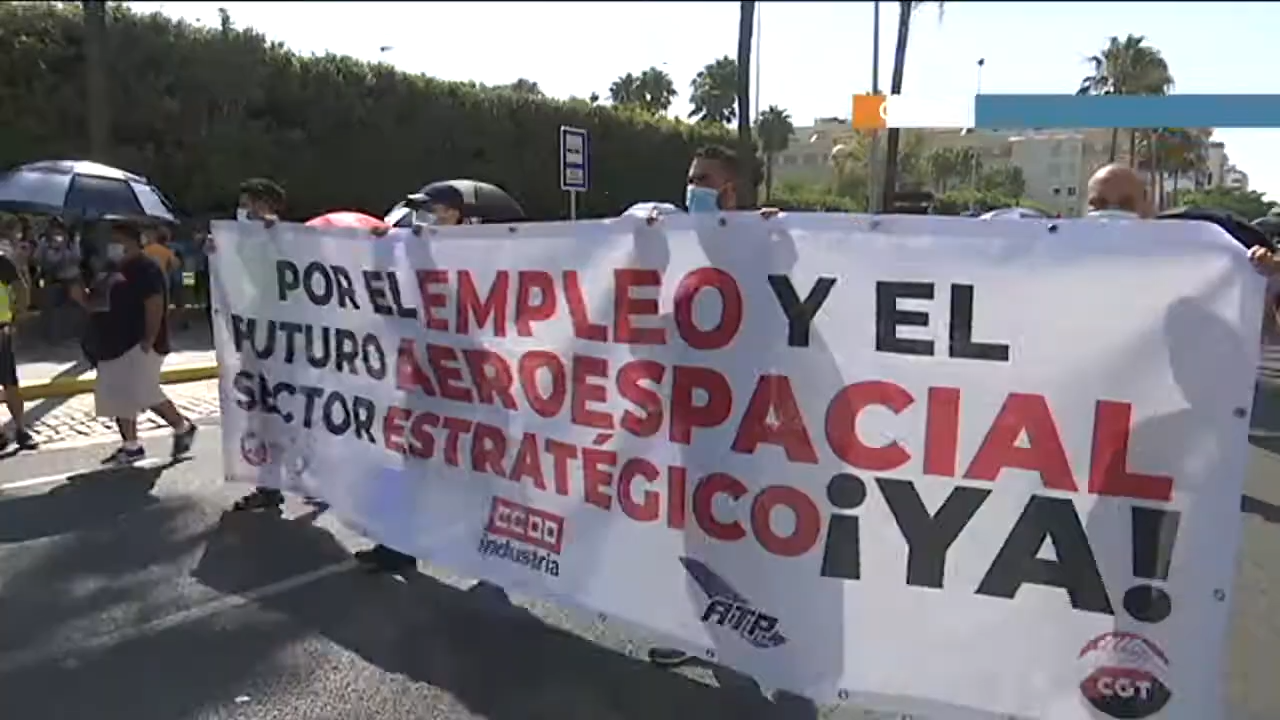 POR EL EMPLEO Y EL
FUTURO AEROESPACIAL
SECTOR ESTRATÉGICO ¡YA!
CCOO
industria
ATP
CGT